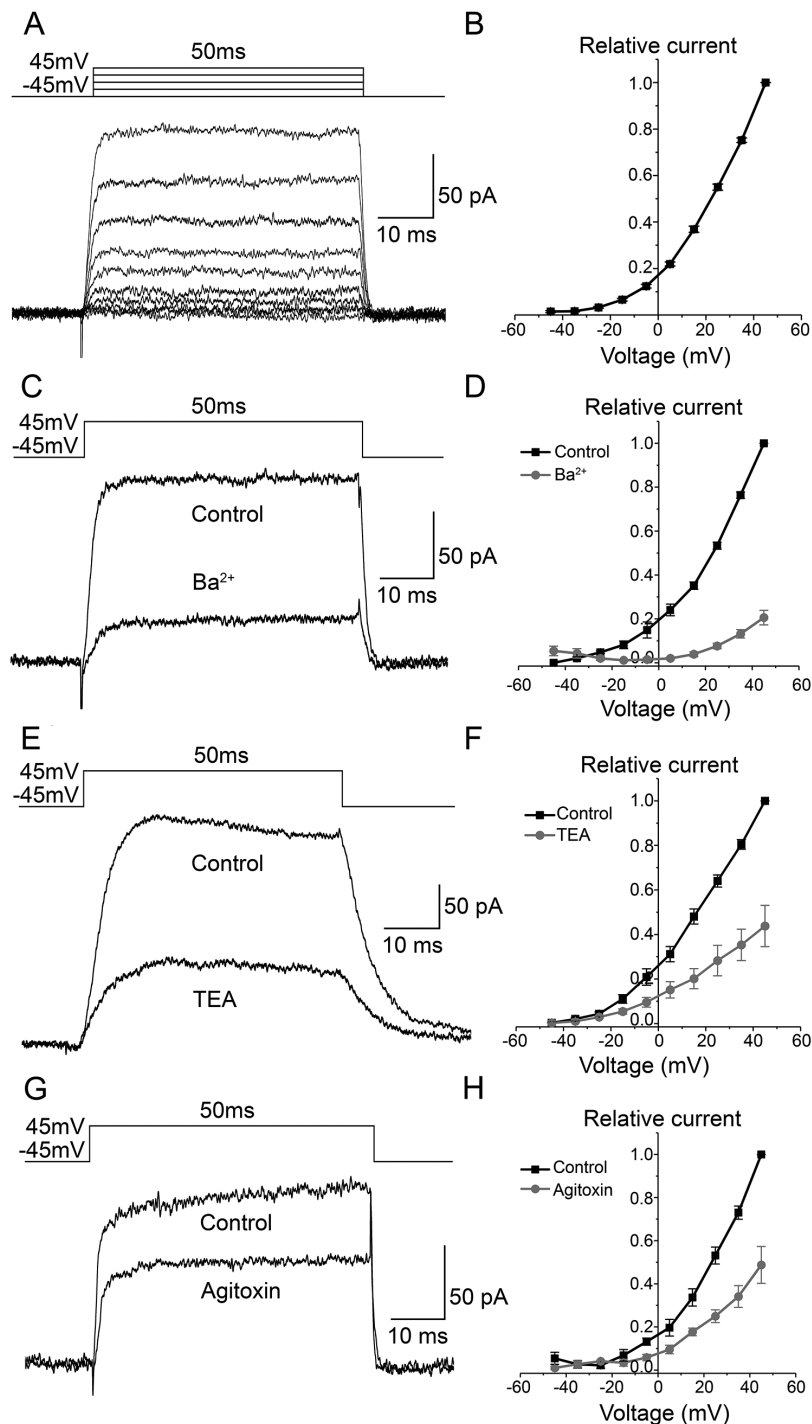 A
50ms
45mV
-45mV
50 pA
10 ms
B
Relative current
1.0
0.8
0.6
0.4
0.2
-60 -40 -20 0 20 40 60
Voltage (mV)
C
50ms
45mV
-45mV
Control
Ba²⁺
50 pA
10 ms
D
Relative current
Control
Ba²⁺
1.0
0.8
0.6
0.4
0.2
0.0
-60 -40 -20 0 20 40 60
Voltage (mV)
E
50ms
45mV
-45mV
Control
TEA
50 pA
10 ms
F
Relative current
Control
TEA
1.0
0.8
0.6
0.4
0.2
0.0
-60 -40 -20 0 20 40 60
Voltage (mV)
G
50ms
45mV
-45mV
Control
Agitoxin
50 pA
10 ms
H
Relative current
Control
Agitoxin
1.0
0.8
0.6
0.4
0.2
0.0
-60 -40 -20 0 20 40 60
Voltage (mV)